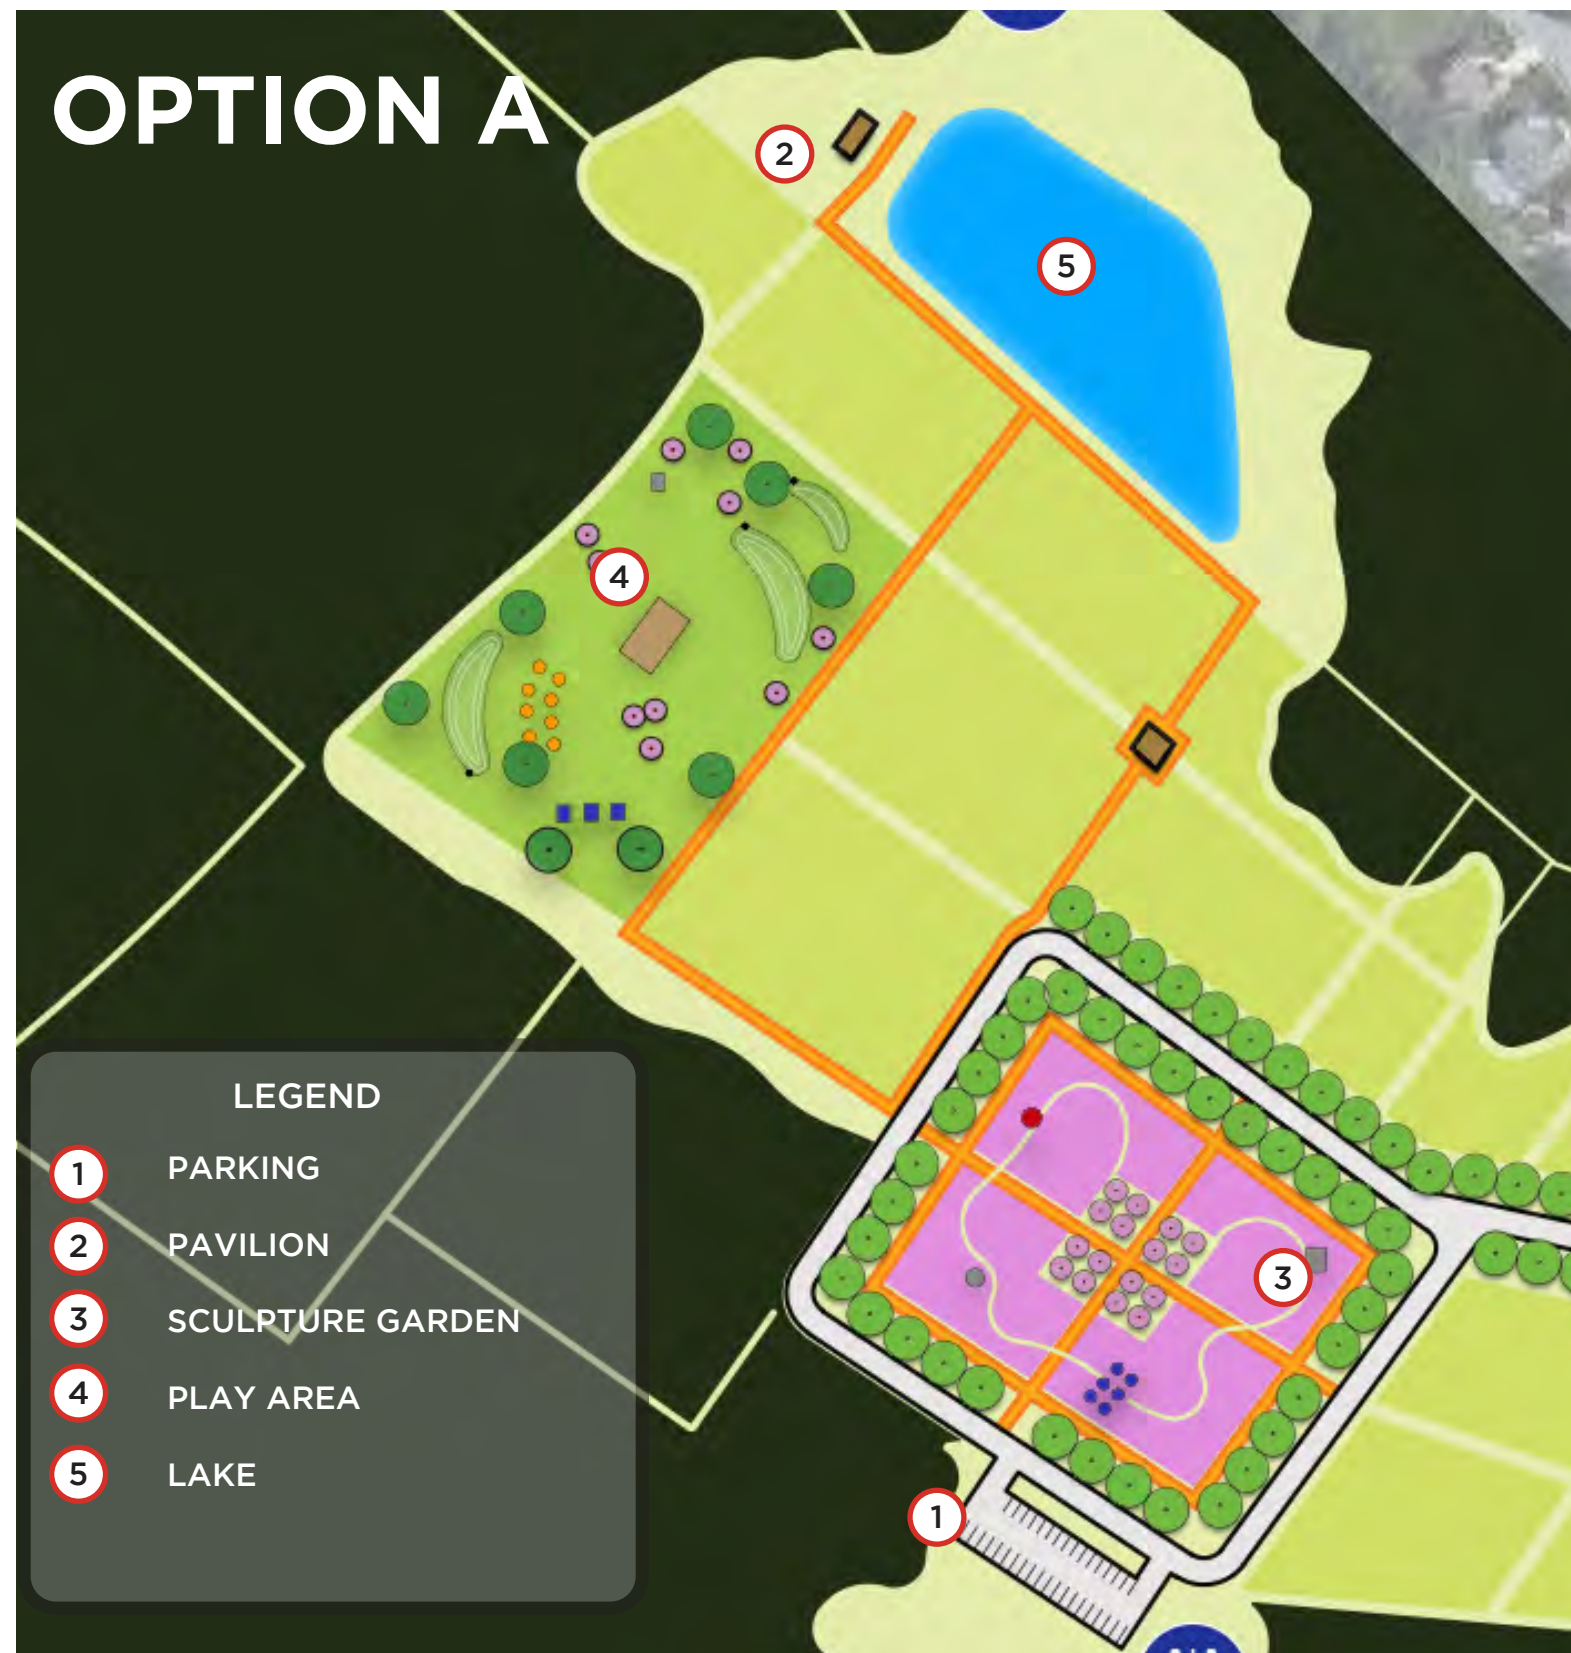 OPTION A
2
5
4
3
1
LEGEND
1 PARKING
2 PAVILION
3 SCULPTURE GARDEN
4 PLAY AREA
5 LAKE